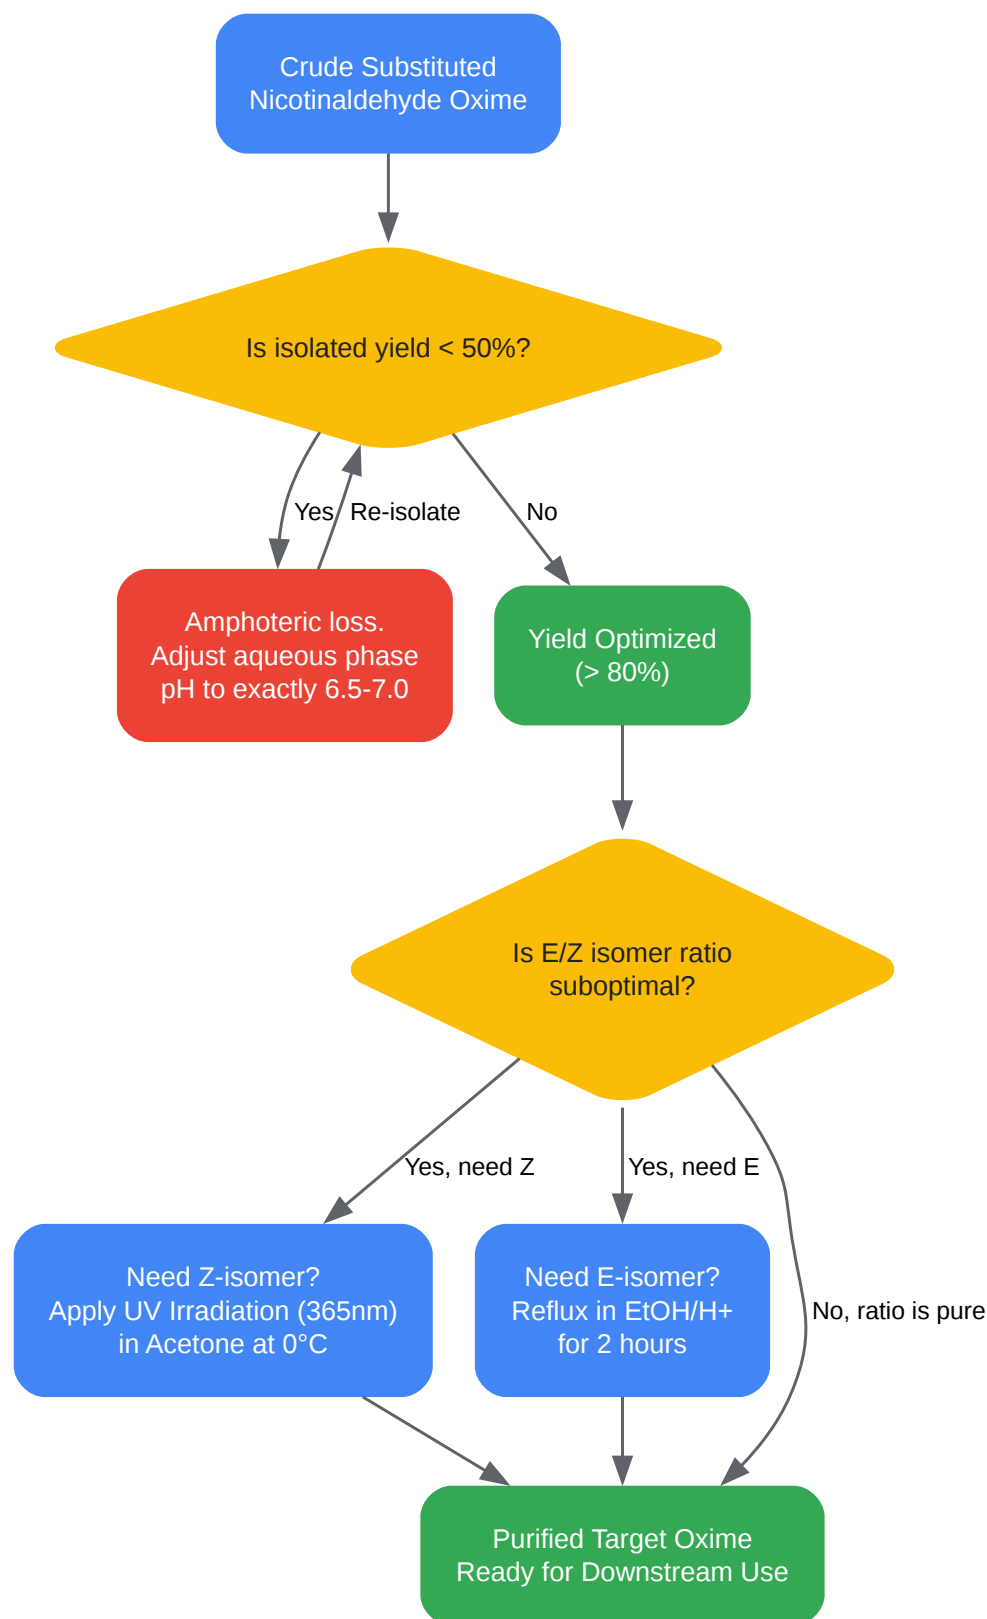 Crude Substituted
Nicotinaldehyde Oxime
Is isolated yield < 50%?
Yes
Re-isolate
No
Amphoteric loss.
Adjust aqueous phase
pH to exactly 6.5-7.0
Yield Optimized
(> 80%)
Is E/Z isomer ratio
suboptimal?
Yes, need Z
Yes, need E
No, ratio is pure
Need Z-isomer?
Apply UV Irradiation (365nm)
in Acetone at 0°C
Need E-isomer?
Reflux in EtOH/H+
for 2 hours
Purified Target Oxime
Ready for Downstream Use